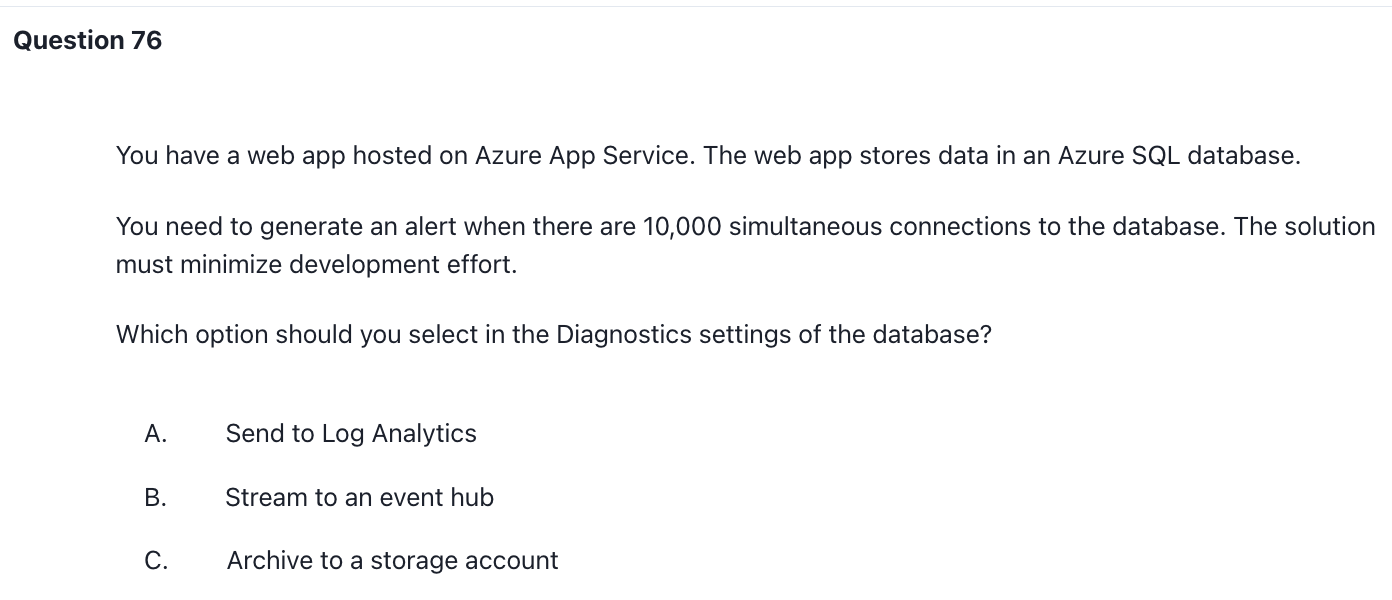 Question 76
You have a web app hosted on Azure App Service. The web app stores data in an Azure SQL database.
You need to generate an alert when there are 10,000 simultaneous connections to the database. The solution
must minimize development effort.
Which option should you select in the Diagnostics settings of the database?
A. Send to Log Analytics
B. Stream to an event hub
C. Archive to a storage account